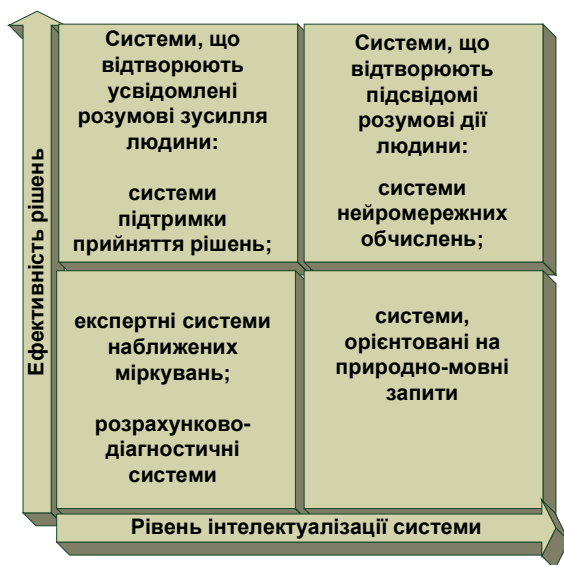 Ефективність рішень
Системи, що
відтворюють
усвідомлені
розумові зусилля
людини:
системи
підтримки
прийняття рішень;
Системи, що
відтворюють
підсвідомі
розумові дії
людини:
системи
нейромережних
обчислень;
експертні системи
наближених
міркувань;
розрахунково-
діагностичні
системи
системи,
орієнтовані на
природно-мовні
запити
Рівень інтелектуалізації системи